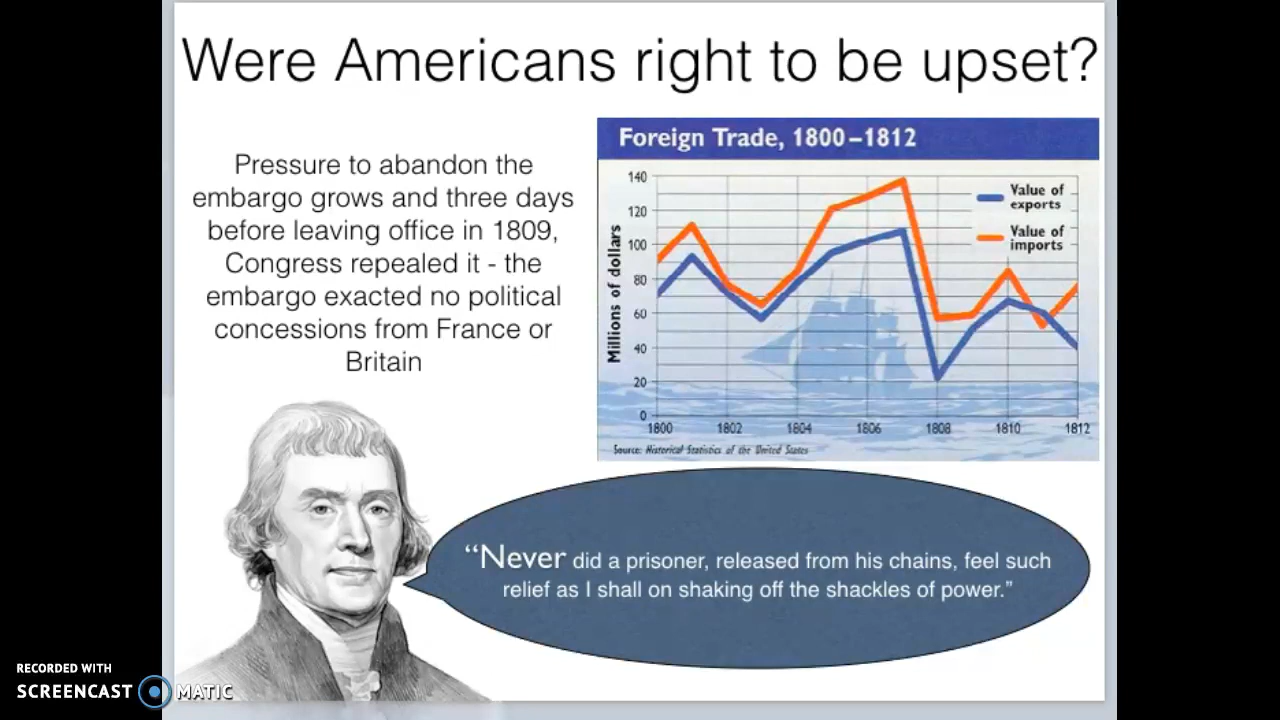 Were Americans right to be upset?
Pressure to abandon the
embargo grows and three days
before leaving office in 1809,
Congress repealed it - the
embargo exacted no political
concessions from France or
Britain
Foreign Trade, 1800–1812
Millions of dollars
140
120
100
80
60
40
20
0
1800 1802 1804 1806 1808 1810 1812
Value of
exports
Value of
imports
Source: Historical Statistics of the United States
“Never did a prisoner, released from his chains, feel such
relief as I shall on shaking off the shackles of power.”
RECORDED WITH
SCREENCAST MATIC